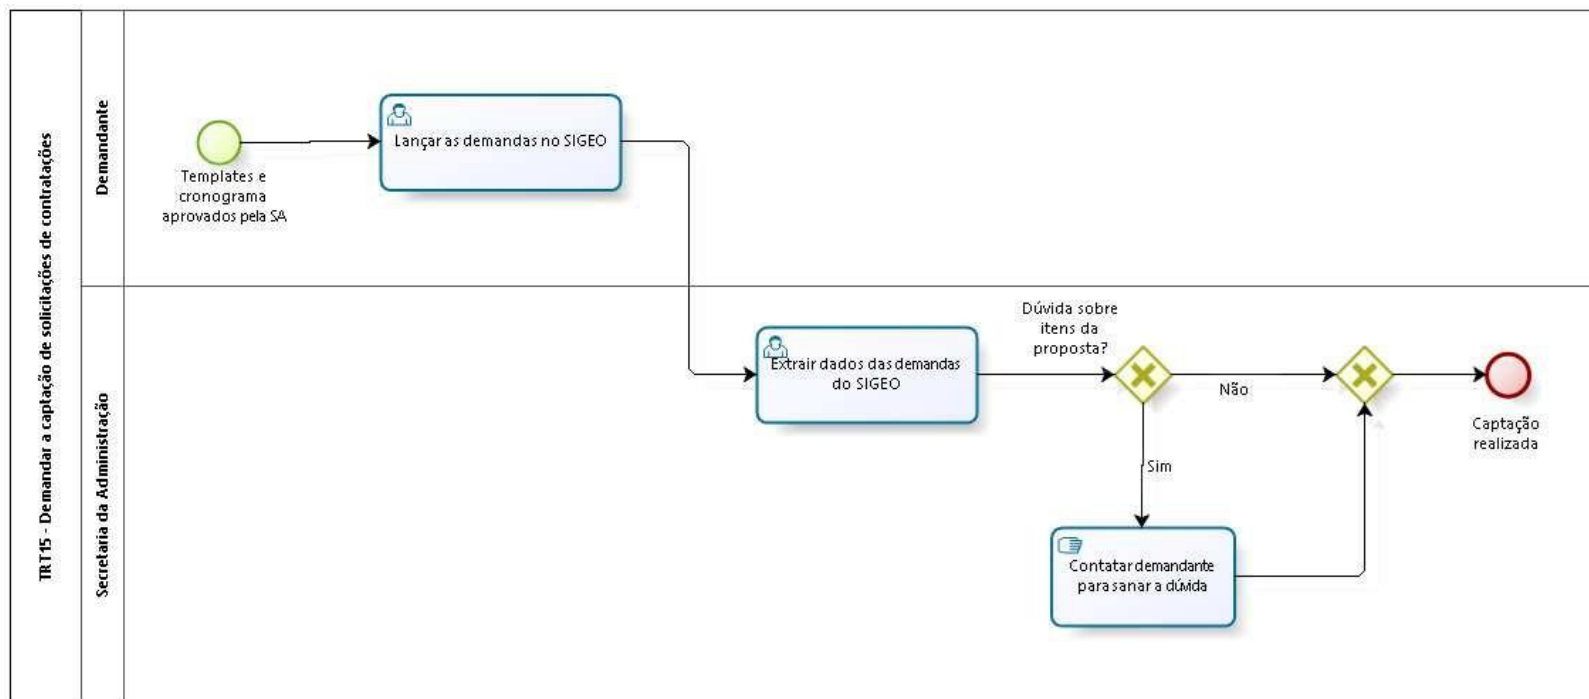 TRT15 - Demandar a captação de solicitações de contratações
Demandante
Templates e
cronograma
aprovados pela SA
Lançar as demandas no SIGEO
Secretaria da Administração
Extrair dados das demandas
do SIGEO
Dúvida sobre
itens da
proposta?
Não
Sim
Contatar demandante
para sanar a dúvida
Captação
realizada